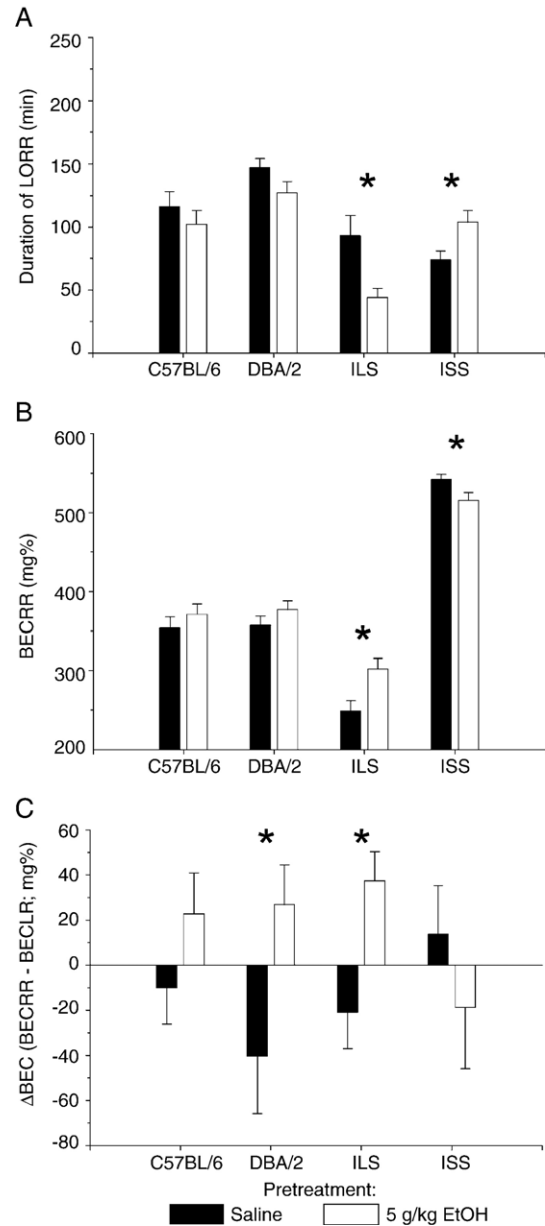 A
Duration of LORR (min)
250
200
150
100
50
0
* *
C57BL/6 DBA/2 ILS ISS
B
BECRR (mg%)
600
500
400
300
200
* *
C57BL/6 DBA/2 ILS ISS
C
ΔBEC (BECRR - BECLR; mg%)
60
40
20
0
-20
-40
-60
-80
* *
C57BL/6 DBA/2 ILS ISS
Pretreatment:
Saline 5 g/kg EtOH